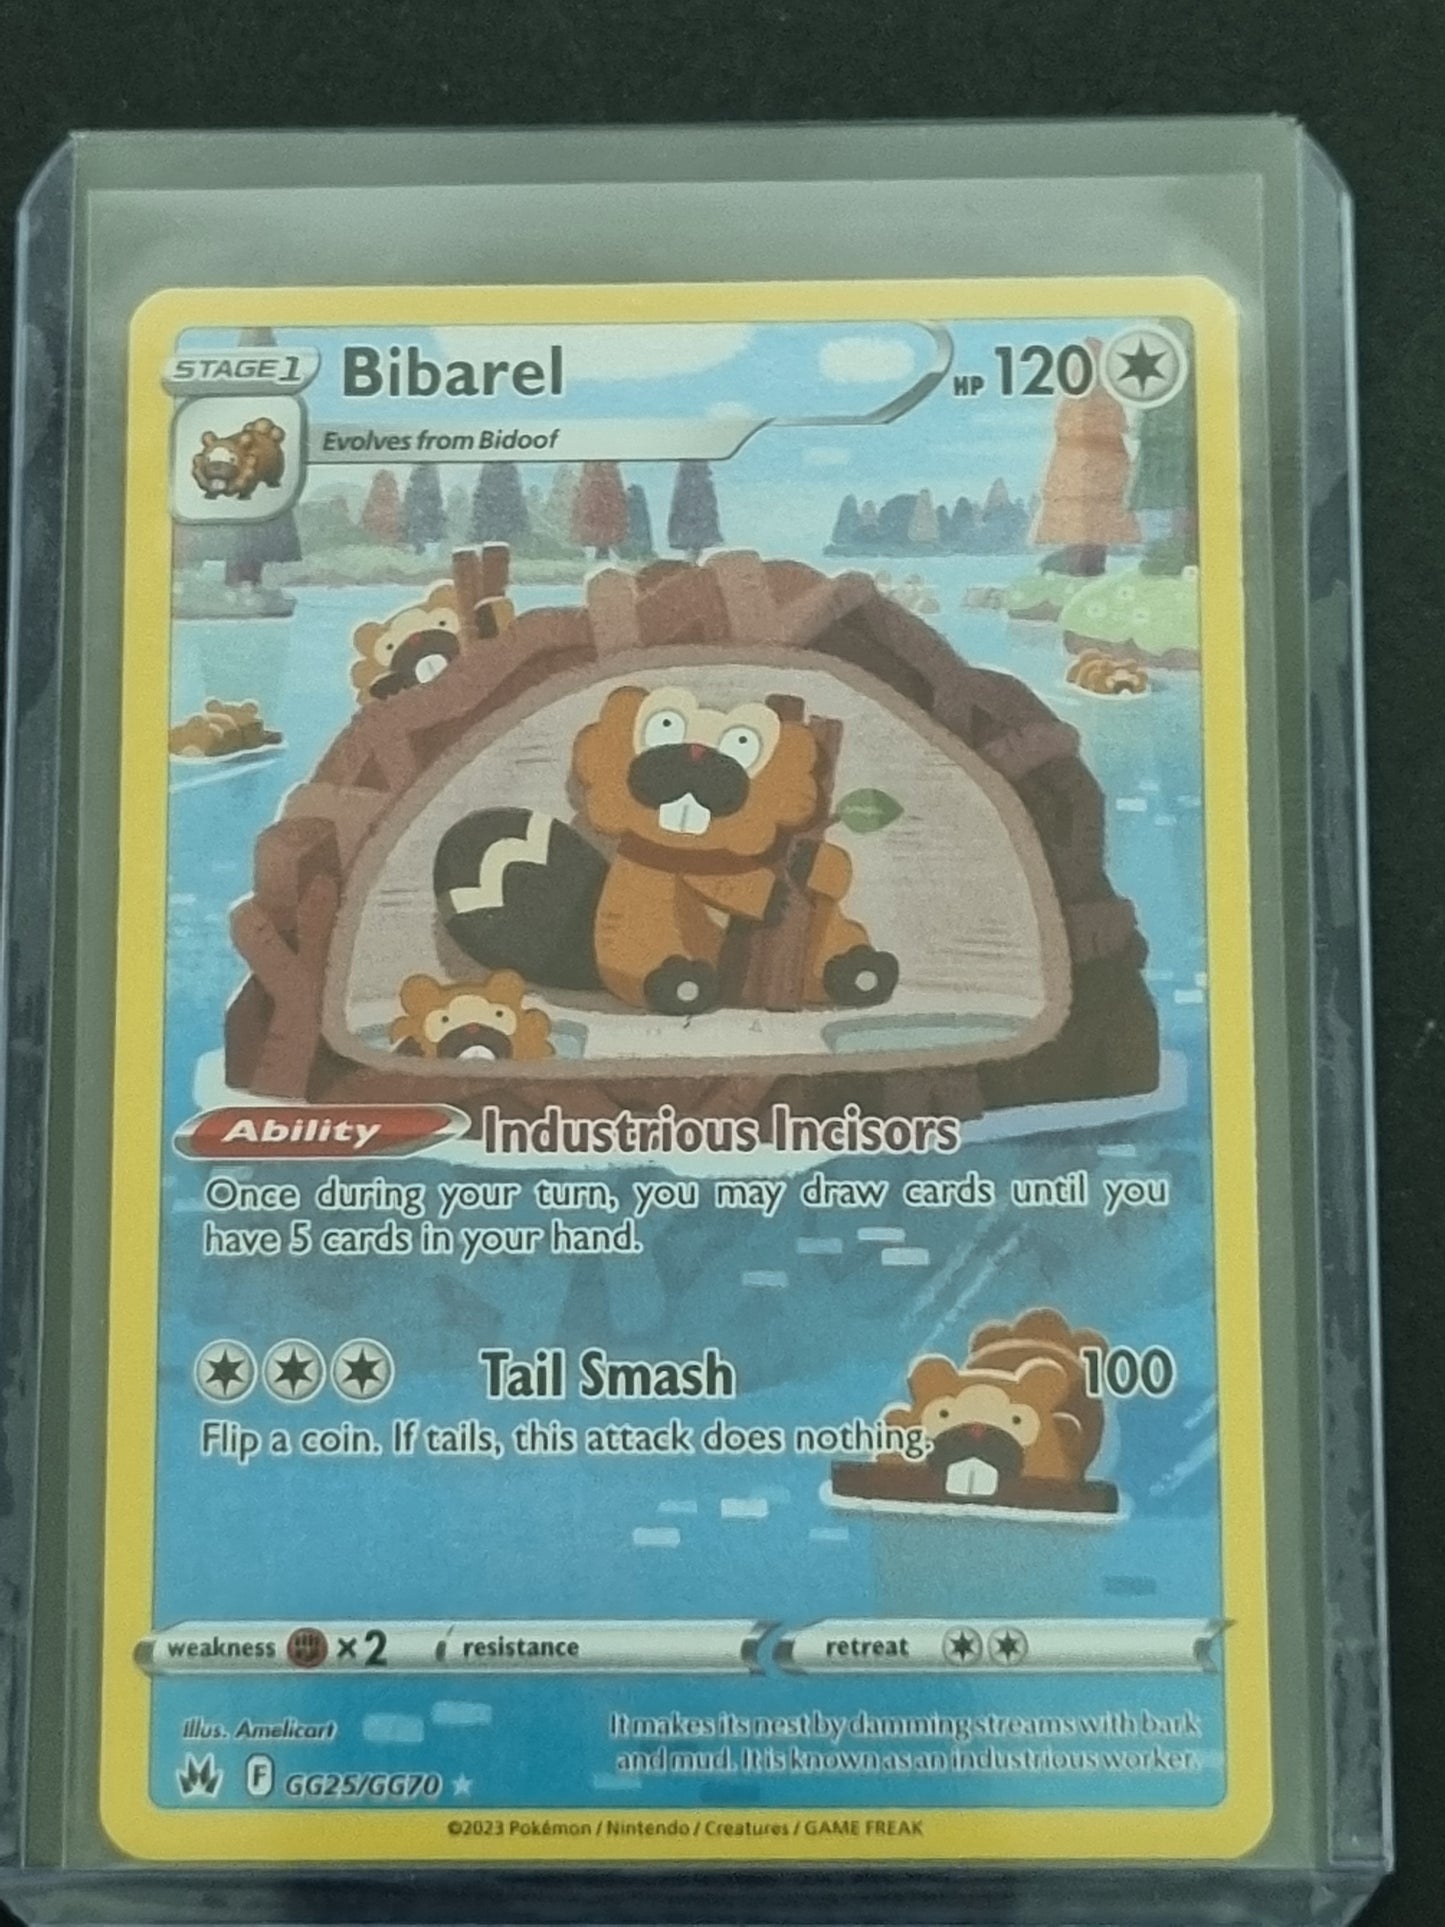 STAGE 1 Bibarel HP 120
Evolves from Bidoof
Ability Industrious Incisors
Once during your turn, you may draw cards until you
have 5 cards in your hand.
Tail Smash 100
Flip a coin. If tails, this attack does nothing.
weakness ×2 resistance retreat
Illus. Amelicart
It makes its nest by damming streams with bark
and mud. It is known as an industrious worker.
F GG25/GG70
©2023 Pokémon / Nintendo / Creatures / GAME FREAK